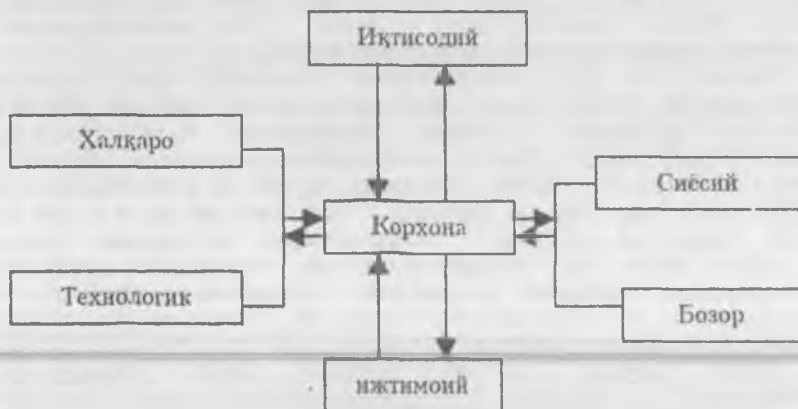 Иқтисодий
Халқаро
Сиёсий
Корхона
Технологик
Бозор
ижтимоий